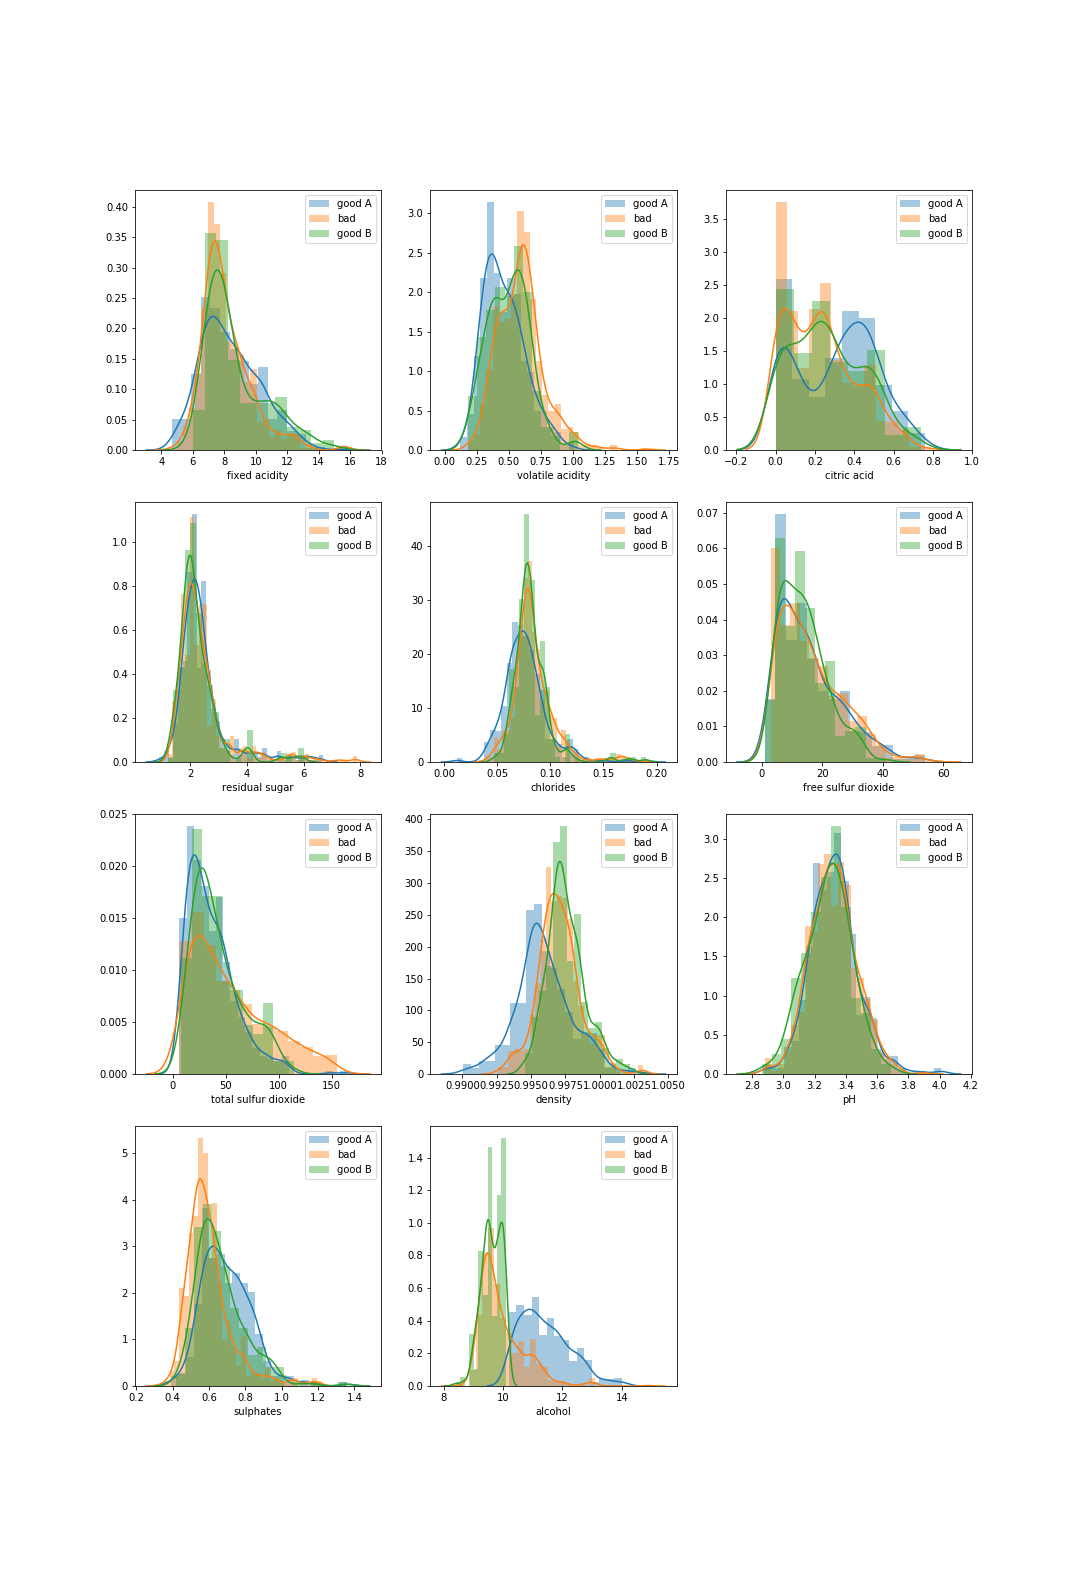 0.40
0.35
0.30
0.25
0.20
0.15
0.10
0.05
0.00
4 6 8 10 12 14 16 18
fixed acidity
good A
bad
good B
3.0
2.5
2.0
1.5
1.0
0.5
0.0
0.00 0.25 0.50 0.75 1.00 1.25 1.50 1.75
volatile acidity
good A
bad
good B
3.5
3.0
2.5
2.0
1.5
1.0
0.5
0.0
−0.2 0.0 0.2 0.4 0.6 0.8 1.0
citric acid
good A
bad
good B
1.0
0.8
0.6
0.4
0.2
0.0
2 4 6 8
residual sugar
good A
bad
good B
40
30
20
10
0
0.00 0.05 0.10 0.15 0.20
chlorides
good A
bad
good B
0.07
0.06
0.05
0.04
0.03
0.02
0.01
0.00
0 20 40 60
free sulfur dioxide
good A
bad
good B
0.025
0.020
0.015
0.010
0.005
0.000
0 50 100 150
total sulfur dioxide
good A
bad
good B
400
350
300
250
200
150
100
50
0
0.9900 0.9925 0.9950 0.9975 1.0000 1.0025 1.0050
density
good A
bad
good B
3.0
2.5
2.0
1.5
1.0
0.5
0.0
2.8 3.0 3.2 3.4 3.6 3.8 4.0 4.2
pH
good A
bad
good B
5
4
3
2
1
0
0.2 0.4 0.6 0.8 1.0 1.2 1.4
sulphates
good A
bad
good B
1.4
1.2
1.0
0.8
0.6
0.4
0.2
0.0
8 10 12 14
alcohol
good A
bad
good B